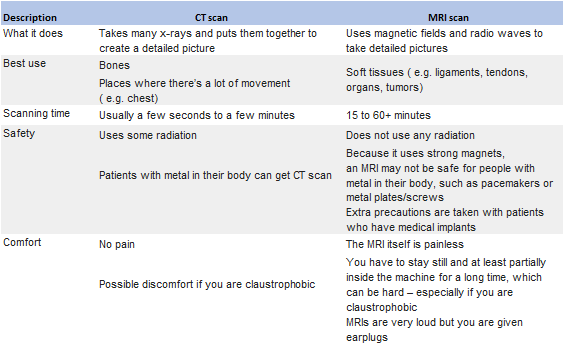 Description CT scan MRI scan
What it does Takes many x-rays and puts them together to create a detailed picture Uses magnetic fields and radio waves to take detailed pictures
Best use Bones
Places where there's a lot of movement
( e.g. chest)
Soft tissues ( e.g. ligaments, tendons,
organs, tumors)
Scanning time Usually a few seconds to a few minutes 15 to 60+ minutes
Safety Uses some radiation Does not use any radiation
Patients with metal in their body can get CT scan
Because it uses strong magnets,
an MRI may not be safe for people with
metal in their body, such as pacemakers or
metal plates/screws
Extra precautions are taken with patients
who have medical implants
Comfort No pain The MRI itself is painless
Possible discomfort if you are claustrophobic
You have to stay still and at least partially
inside the machine for a long time, which
can be hard – especially if you are
claustrophobic
MRIs are very loud but you are given
earplugs